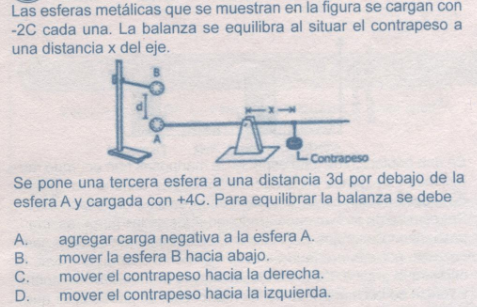 Las esferas metálicas que se muestran en la figura se cargan con
-2C cada una. La balanza se equilibra al situar el contrapeso a
una distancia x del eje.
B
d
x
A
Contrapeso
Se pone una tercera esfera a una distancia 3d por debajo de la
esfera A y cargada con +4C. Para equilibrar la balanza se debe
A. agregar carga negativa a la esfera A.
B. mover la esfera B hacia abajo.
C. mover el contrapeso hacia la derecha.
D. mover el contrapeso hacia la izquierda.